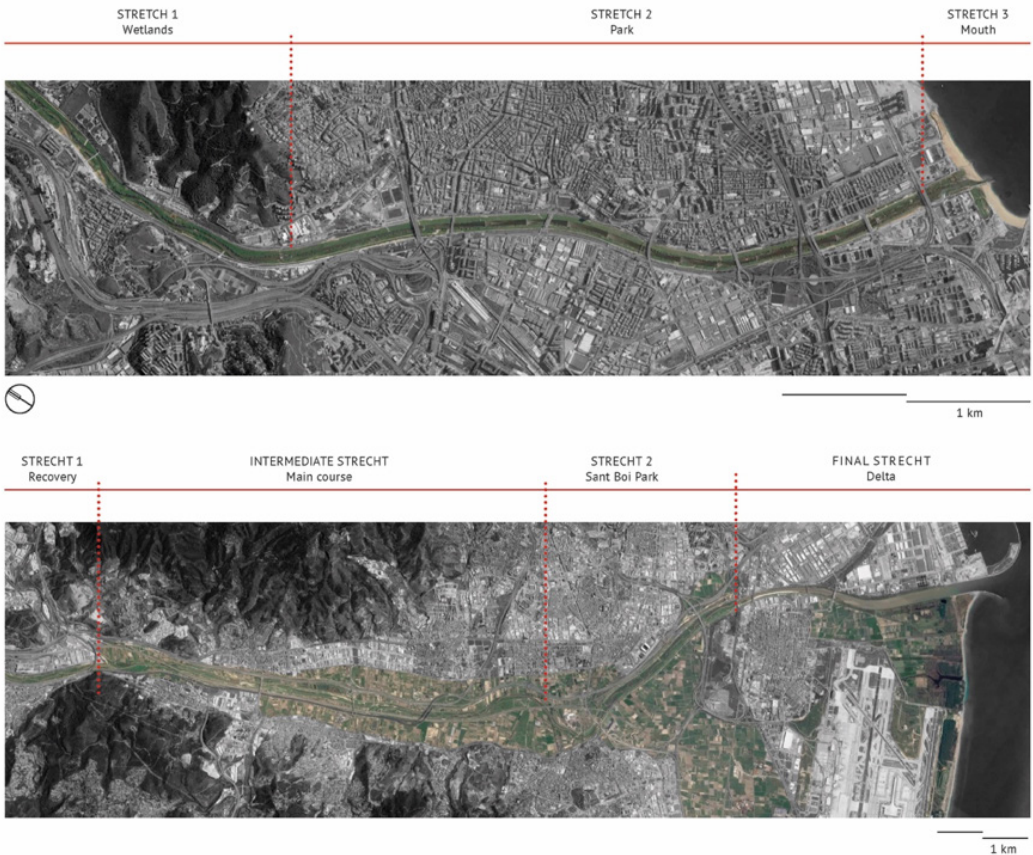 STRETCH 1
Wetlands
STRETCH 2
Park
STRETCH 3
Mouth
1 km
STRECHT 1
Recovery
INTERMEDIATE STRECHT
Main course
STRECHT 2
Sant Boi Park
FINAL STRECHT
Delta
1 km